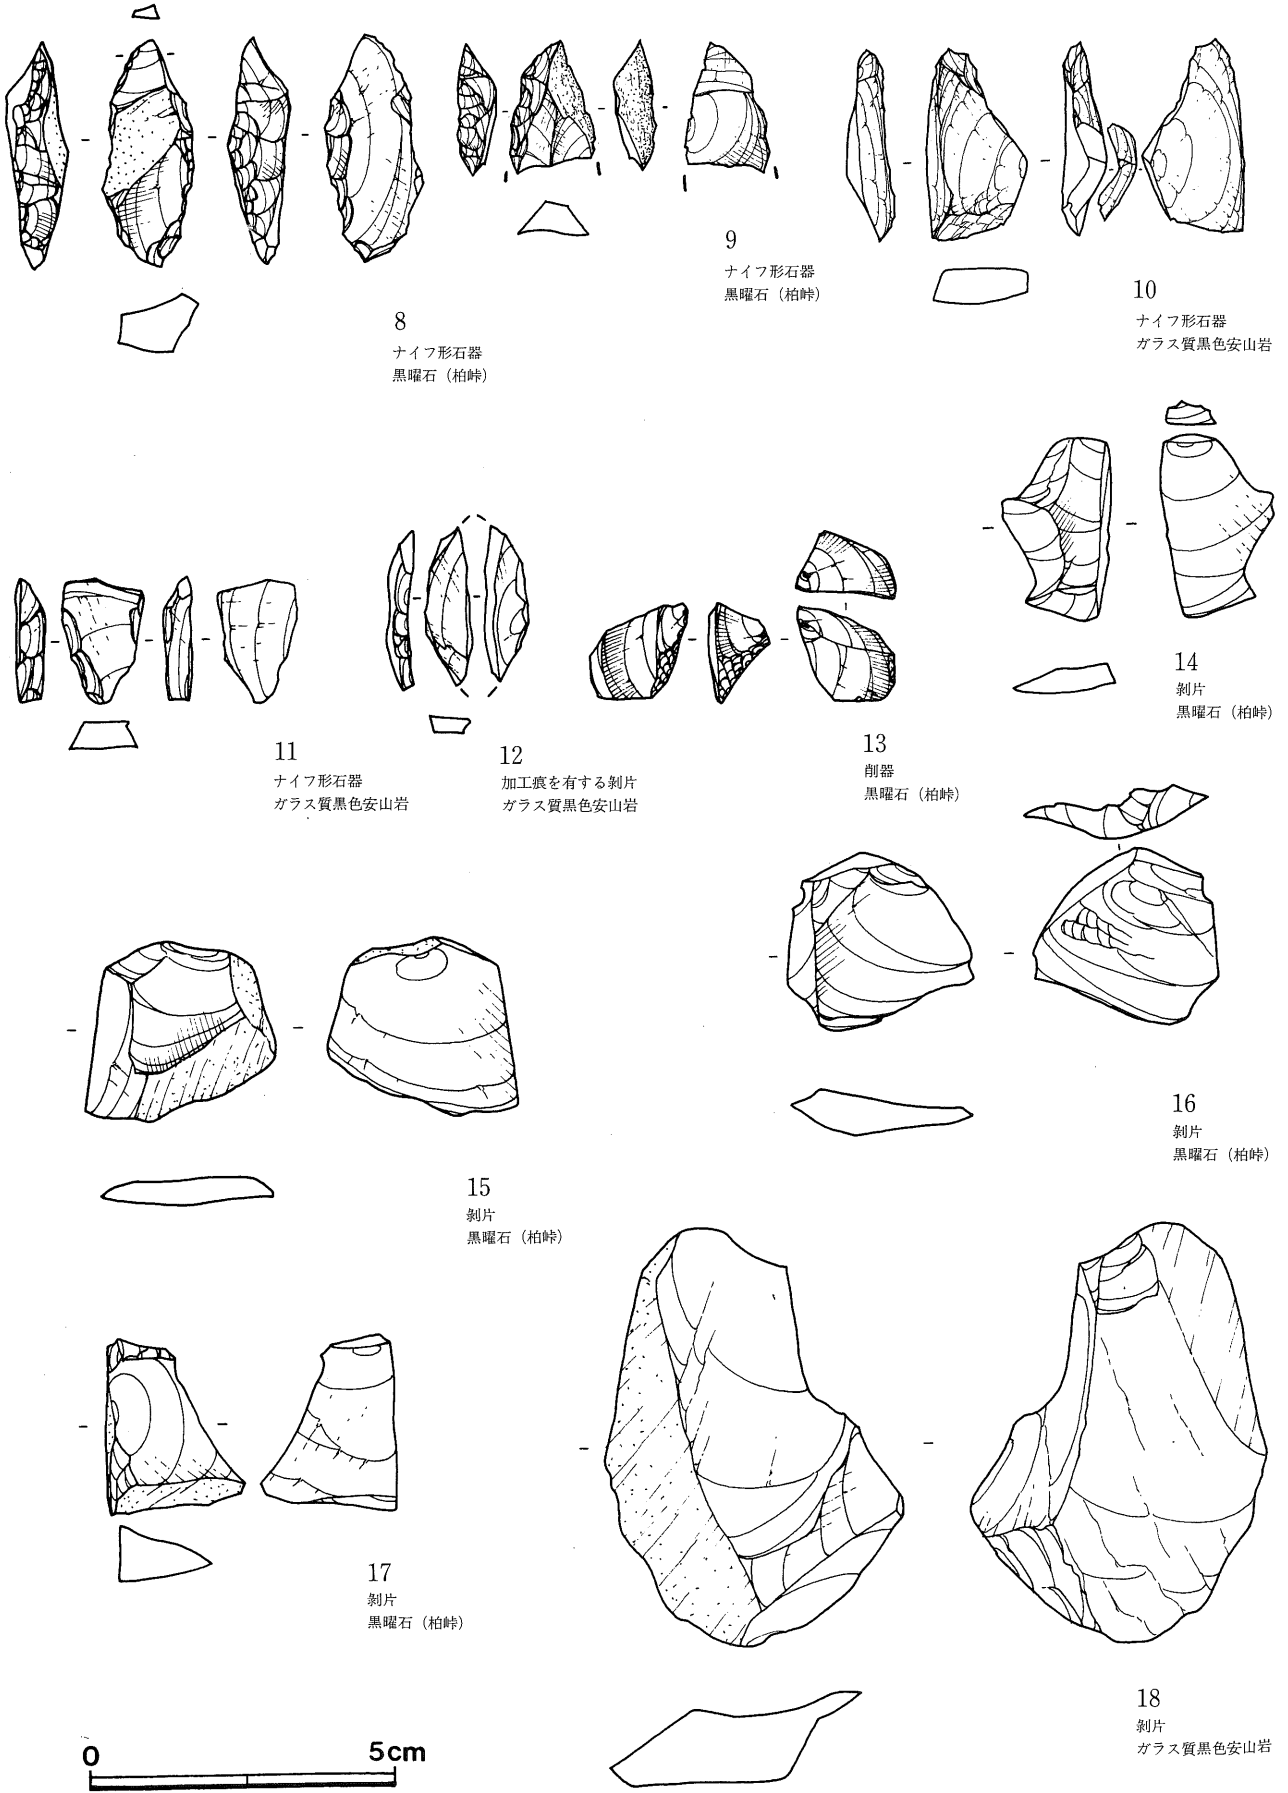 8
ナイフ形石器
黒曜石（柏峠）
9
ナイフ形石器
黒曜石（柏峠）
10
ナイフ形石器
ガラス質黒色安山岩
11
ナイフ形石器
ガラス質黒色安山岩
12
加工痕を有する剝片
ガラス質黒色安山岩
13
削器
黒曜石（柏峠）
14
剝片
黒曜石（柏峠）
15
剝片
黒曜石（柏峠）
16
剝片
黒曜石（柏峠）
17
剝片
黒曜石（柏峠）
18
剝片
ガラス質黒色安山岩
0 5cm